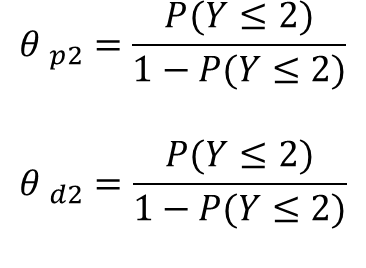 θ p2 = P(Y ≤ 2) / 1 − P(Y ≤ 2)
θ d2 = P(Y ≤ 2) / 1 − P(Y ≤ 2)